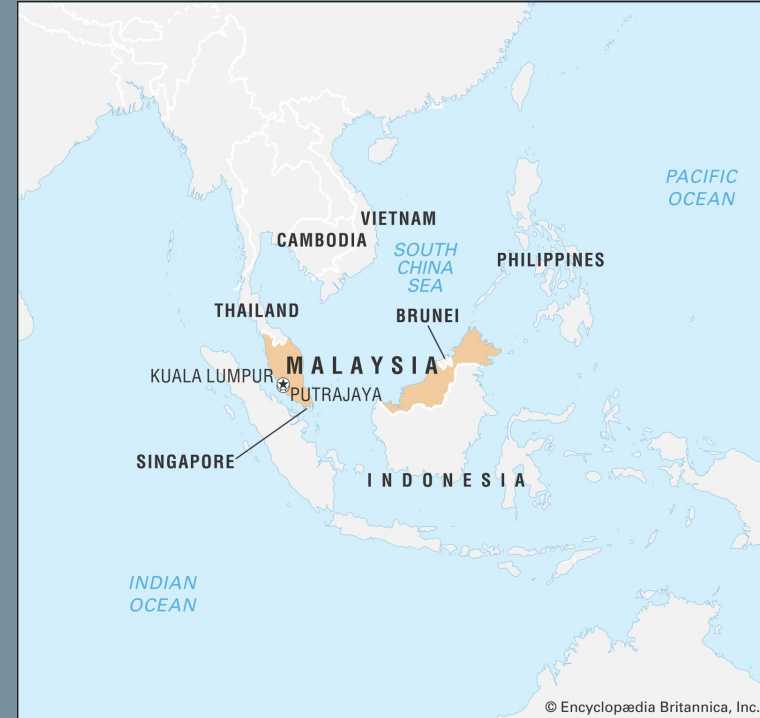 PACIFIC
OCEAN
VIETNAM
CAMBODIA
SOUTH
CHINA
SEA
PHILIPPINES
THAILAND
BRUNEI
MALAYSIA
KUALA LUMPUR
PUTRAJAYA
SINGAPORE
INDONESIA
INDIAN
OCEAN
© Encyclopædia Britannica, Inc.